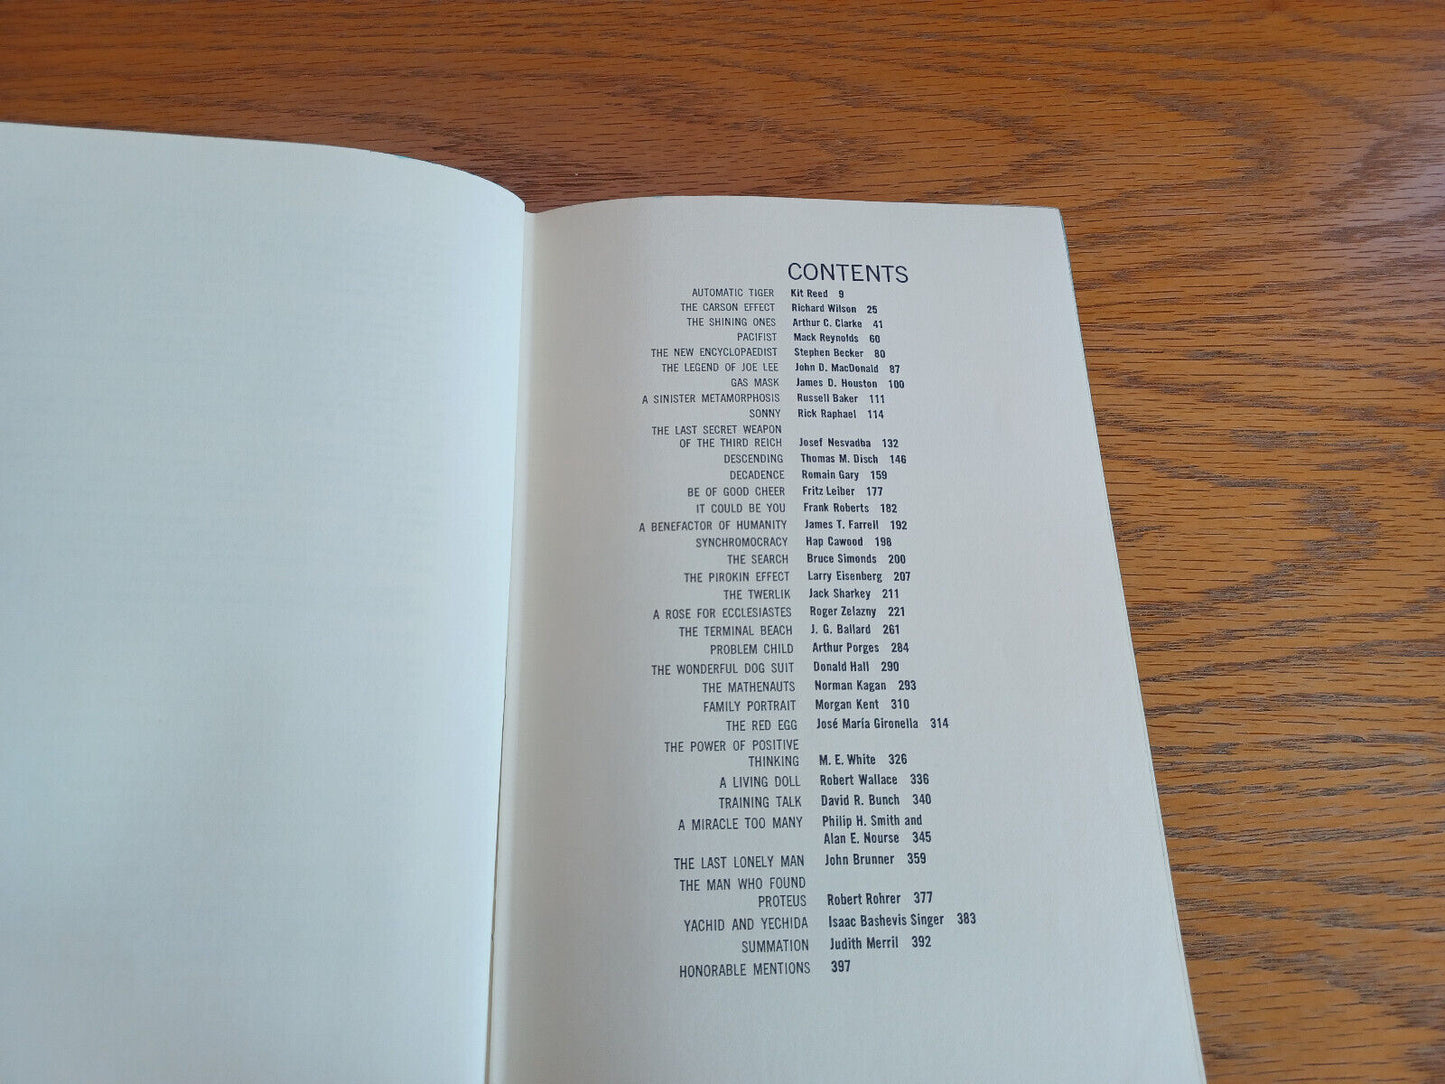 CONTENTS
AUTOMATIC TIGER Kit Reed 9
THE CARSON EFFECT Richard Wilson 25
THE SHINING ONES Arthur C. Clarke 41
PACIFIST Mack Reynolds 60
THE NEW ENCYCLOPAEDIST Stephen Becker 80
THE LEGEND OF JOE LEE John D. MacDonald 87
GAS MASK James D. Houston 100
A SINISTER METAMORPHOSIS Russell Baker 111
SONNY Rick Raphael 114
THE LAST SECRET WEAPON
OF THE THIRD REICH Josef Nesvadba 132
DESCENDING Thomas M. Disch 146
DECADENCE Romain Gary 159
BE OF GOOD CHEER Fritz Leiber 177
IT COULD BE YOU Frank Roberts 182
A BENEFACTOR OF HUMANITY James T. Farrell 192
SYNCHROMOCRACY Hap Cawood 198
THE SEARCH Bruce Simonds 200
THE PIROKIN EFFECT Larry Eisenberg 207
THE TWERLIK Jack Sharkey 211
A ROSE FOR ECCLESIASTES Roger Zelazny 221
THE TERMINAL BEACH J. G. Ballard 261
PROBLEM CHILD Arthur Porges 284
THE WONDERFUL DOG SUIT Donald Hall 290
THE MATHENAUTS Norman Kagan 293
FAMILY PORTRAIT Morgan Kent 310
THE RED EGG José María Gironella 314
THE POWER OF POSITIVE
THINKING M. E. White 326
A LIVING DOLL Robert Wallace 336
TRAINING TALK David R. Bunch 340
A MIRACLE TOO MANY Philip H. Smith and
Alan E. Nourse 345
THE LAST LONELY MAN John Brunner 359
THE MAN WHO FOUND
PROTEUS Robert Rohrer 377
YACHID AND YECHIDA Isaac Bashevis Singer 383
SUMMATION Judith Merril 392
HONORABLE MENTIONS 397